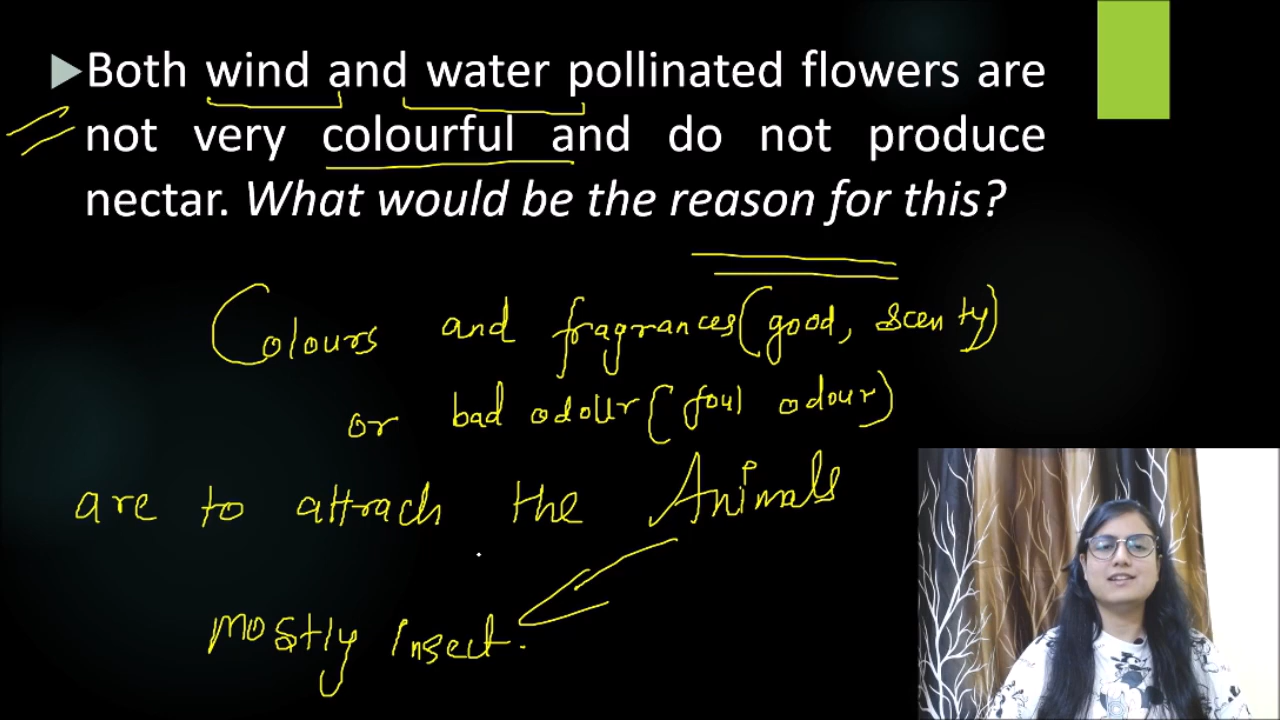 Both wind and water pollinated flowers are
not very colourful and do not produce
nectar. What would be the reason for this?
Colours and fragrances (good, scenty)
or bad odour (foul odour)
are to attrach the Animals
mostly insect.